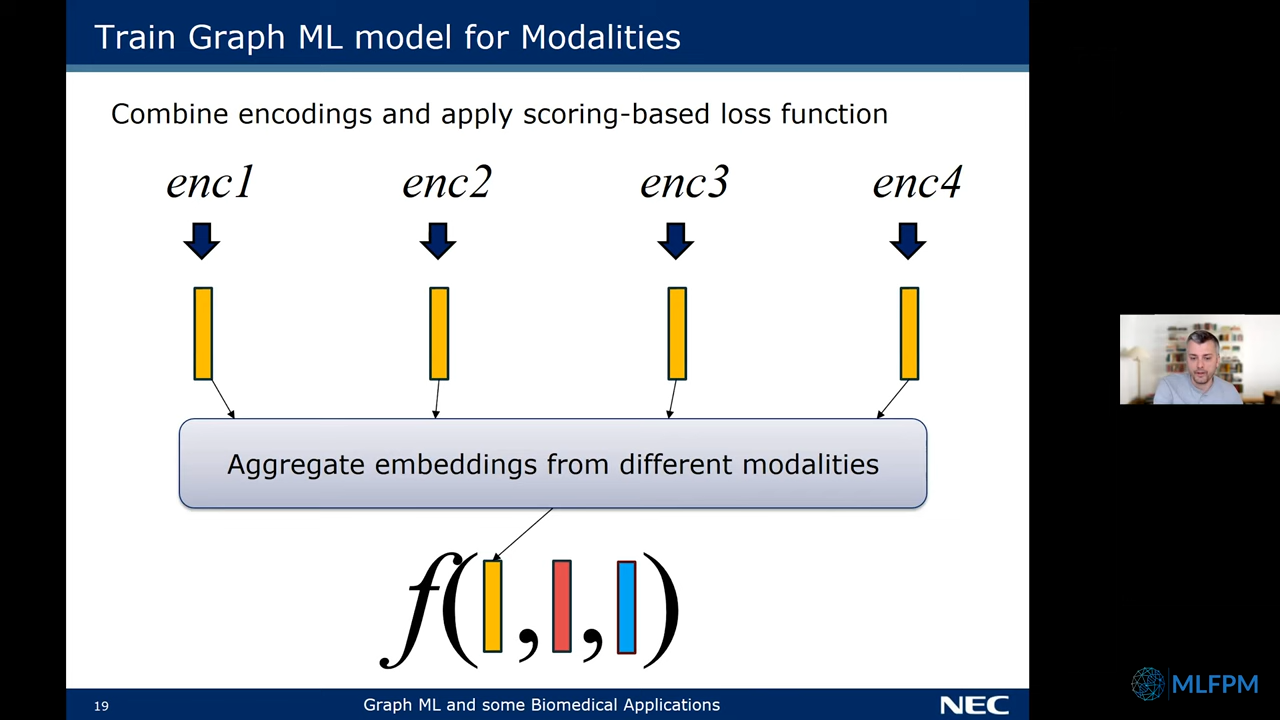 Train Graph ML model for Modalities
Combine encodings and apply scoring-based loss function
enc1 enc2 enc3 enc4
Aggregate embeddings from different modalities
f( , , )
19 Graph ML and some Biomedical Applications NEC
MLFPM